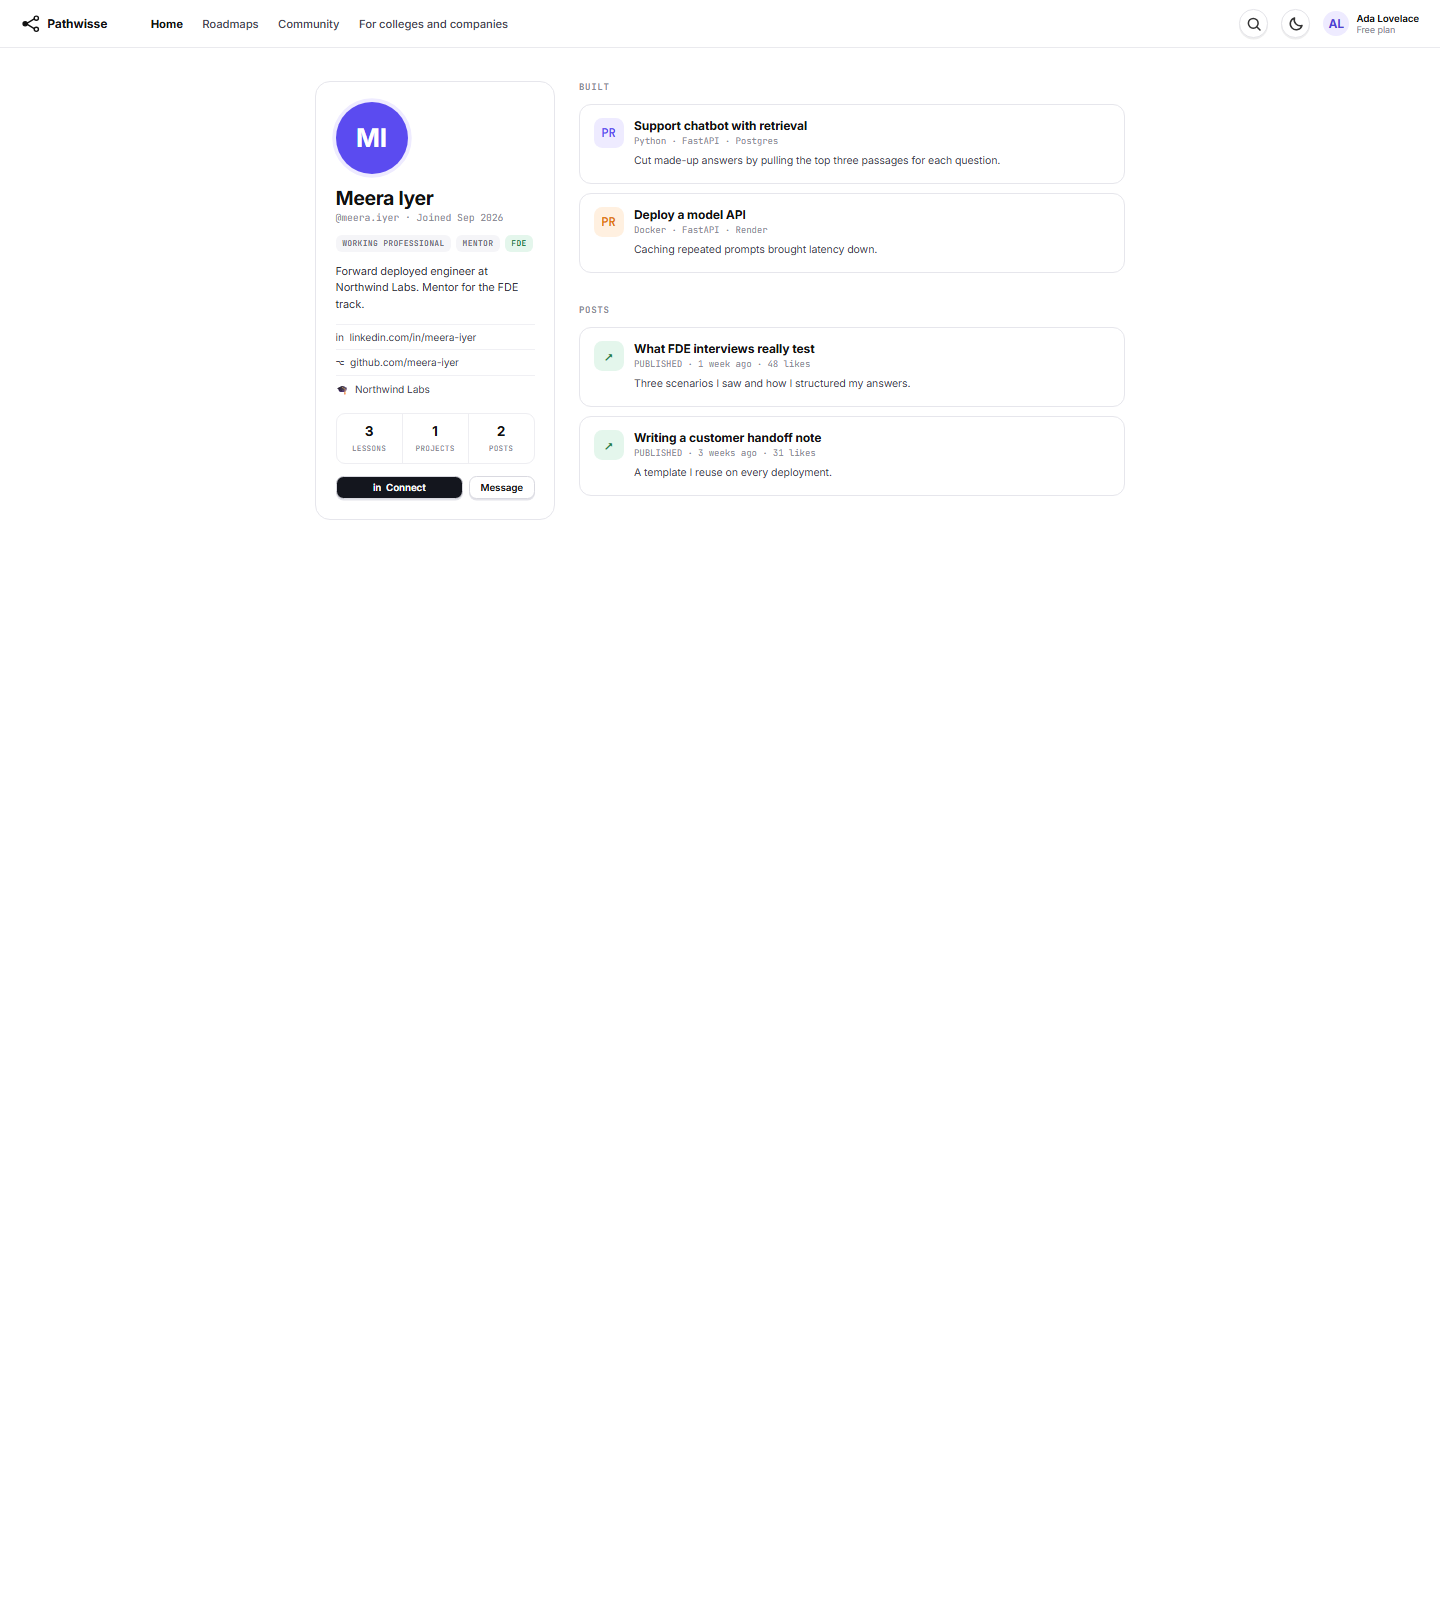 Pathwisse
Home
Roadmaps
Community
For colleges and companies
AL
Ada Lovelace
Free plan
MI
Meera Iyer
@meera.iyer · Joined Sep 2026
WORKING PROFESSIONAL
MENTOR
FDE
Forward deployed engineer at
Northwind Labs. Mentor for the FDE
track.
in linkedin.com/in/meera-iyer
⌥ github.com/meera-iyer
🎓 Northwind Labs
3
LESSONS
1
PROJECTS
2
POSTS
in Connect
Message
BUILT
PR
Support chatbot with retrieval
Python · FastAPI · Postgres
Cut made-up answers by pulling the top three passages for each question.
PR
Deploy a model API
Docker · FastAPI · Render
Caching repeated prompts brought latency down.
POSTS
↗
What FDE interviews really test
PUBLISHED · 1 week ago · 48 likes
Three scenarios I saw and how I structured my answers.
↗
Writing a customer handoff note
PUBLISHED · 3 weeks ago · 31 likes
A template I reuse on every deployment.